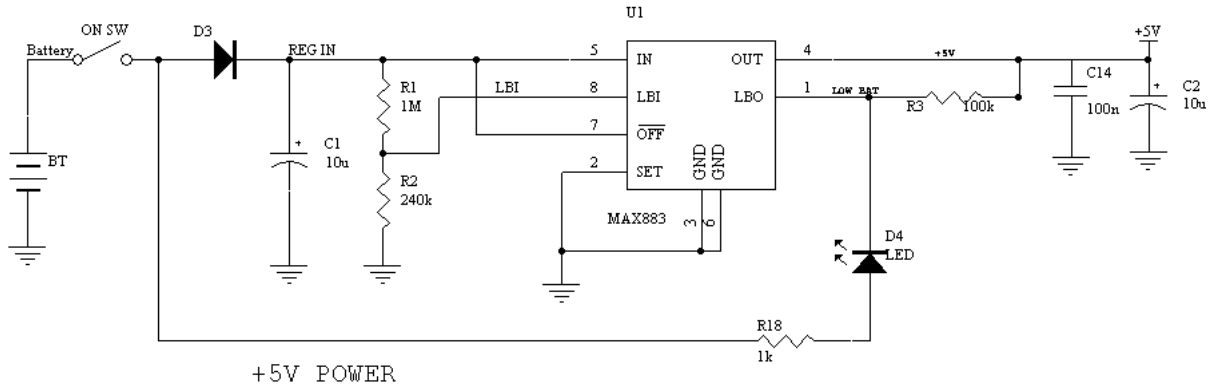 U1
ON SW
Battery
D3
REG IN
5
IN
OUT
4
+5V
+5V
R1
1M
LBI
8
LBI
LBO
1
LOW BAT
R3
100k
C14
100n
C2
10u
7
OFF
+
C1
10u
+
BT
R2
240k
2
SET
GND
GND
MAX883
3
6
D4
LED
R18
1k
+5V POWER